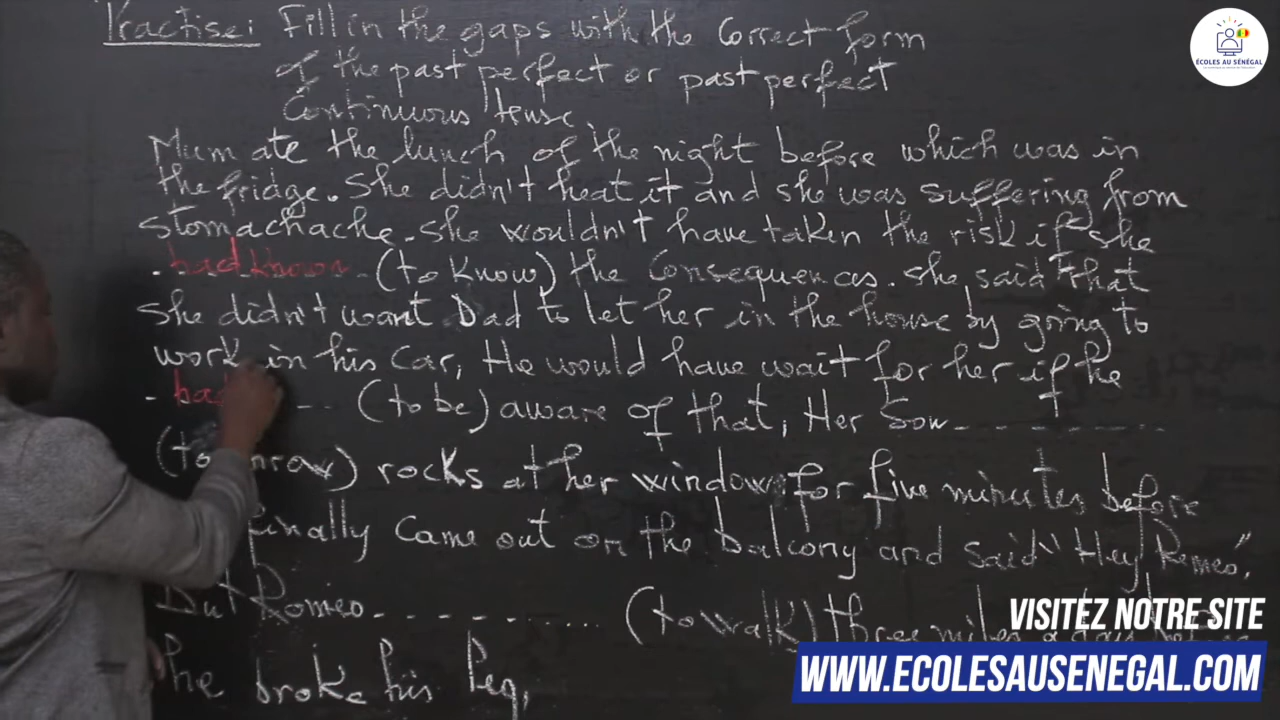 Practise: Fill in the gaps with the correct form
of the past perfect or past perfect
Continuous tense
Mum ate the lunch of the night before which was in
the fridge. She didn't heat it and she was suffering from
stomachache. She wouldn't have taken the risk if she
- had known - (to know) the consequences. She said that
she didn't want Dad to let her in the house by going to
work in his car, He would have wait for her if he
- had ... (to be) aware of that, Her son - - - - - - - - - -
rocks at her window for five minutes before
finally came out on the balcony and said "Hey Romeo",
But Romeo - - - - - - - - ..... (to walk) three miles a day before
he broke his leg,
ÉCOLES AU SÉNÉGAL
VISITEZ NOTRE SITE
WWW.ECOLESAUSENEGAL.COM